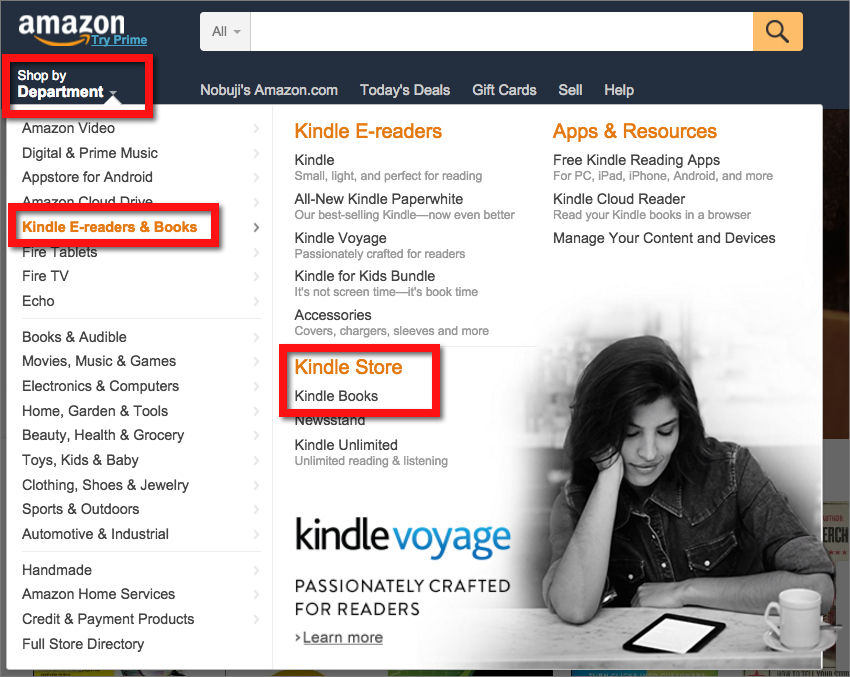 amazon
Try Prime
All
Shop by
Department
Nobuji's Amazon.com Today's Deals Gift Cards Sell Help
Amazon Video
Digital & Prime Music
Appstore for Android
Amazon Cloud Drive
Kindle E-readers & Books
Fire Tablets
Fire TV
Echo
Books & Audible
Movies, Music & Games
Electronics & Computers
Home, Garden & Tools
Beauty, Health & Grocery
Toys, Kids & Baby
Clothing, Shoes & Jewelry
Sports & Outdoors
Automotive & Industrial
Handmade
Amazon Home Services
Credit & Payment Products
Full Store Directory
Kindle E-readers
Kindle
Small, light, and perfect for reading
All-New Kindle Paperwhite
Our best-selling Kindle—now even better
Kindle Voyage
Passionately crafted for readers
Kindle for Kids Bundle
It's not screen time—it's book time
Accessories
Covers, chargers, sleeves and more
Kindle Store
Kindle Books
Newsstand
Kindle Unlimited
Unlimited reading & listening
Apps & Resources
Free Kindle Reading Apps
For PC, iPad, iPhone, Android, and more
Kindle Cloud Reader
Read your Kindle books in a browser
Manage Your Content and Devices
kindle voyage
PASSIONATELY CRAFTED
FOR READERS
›Learn more